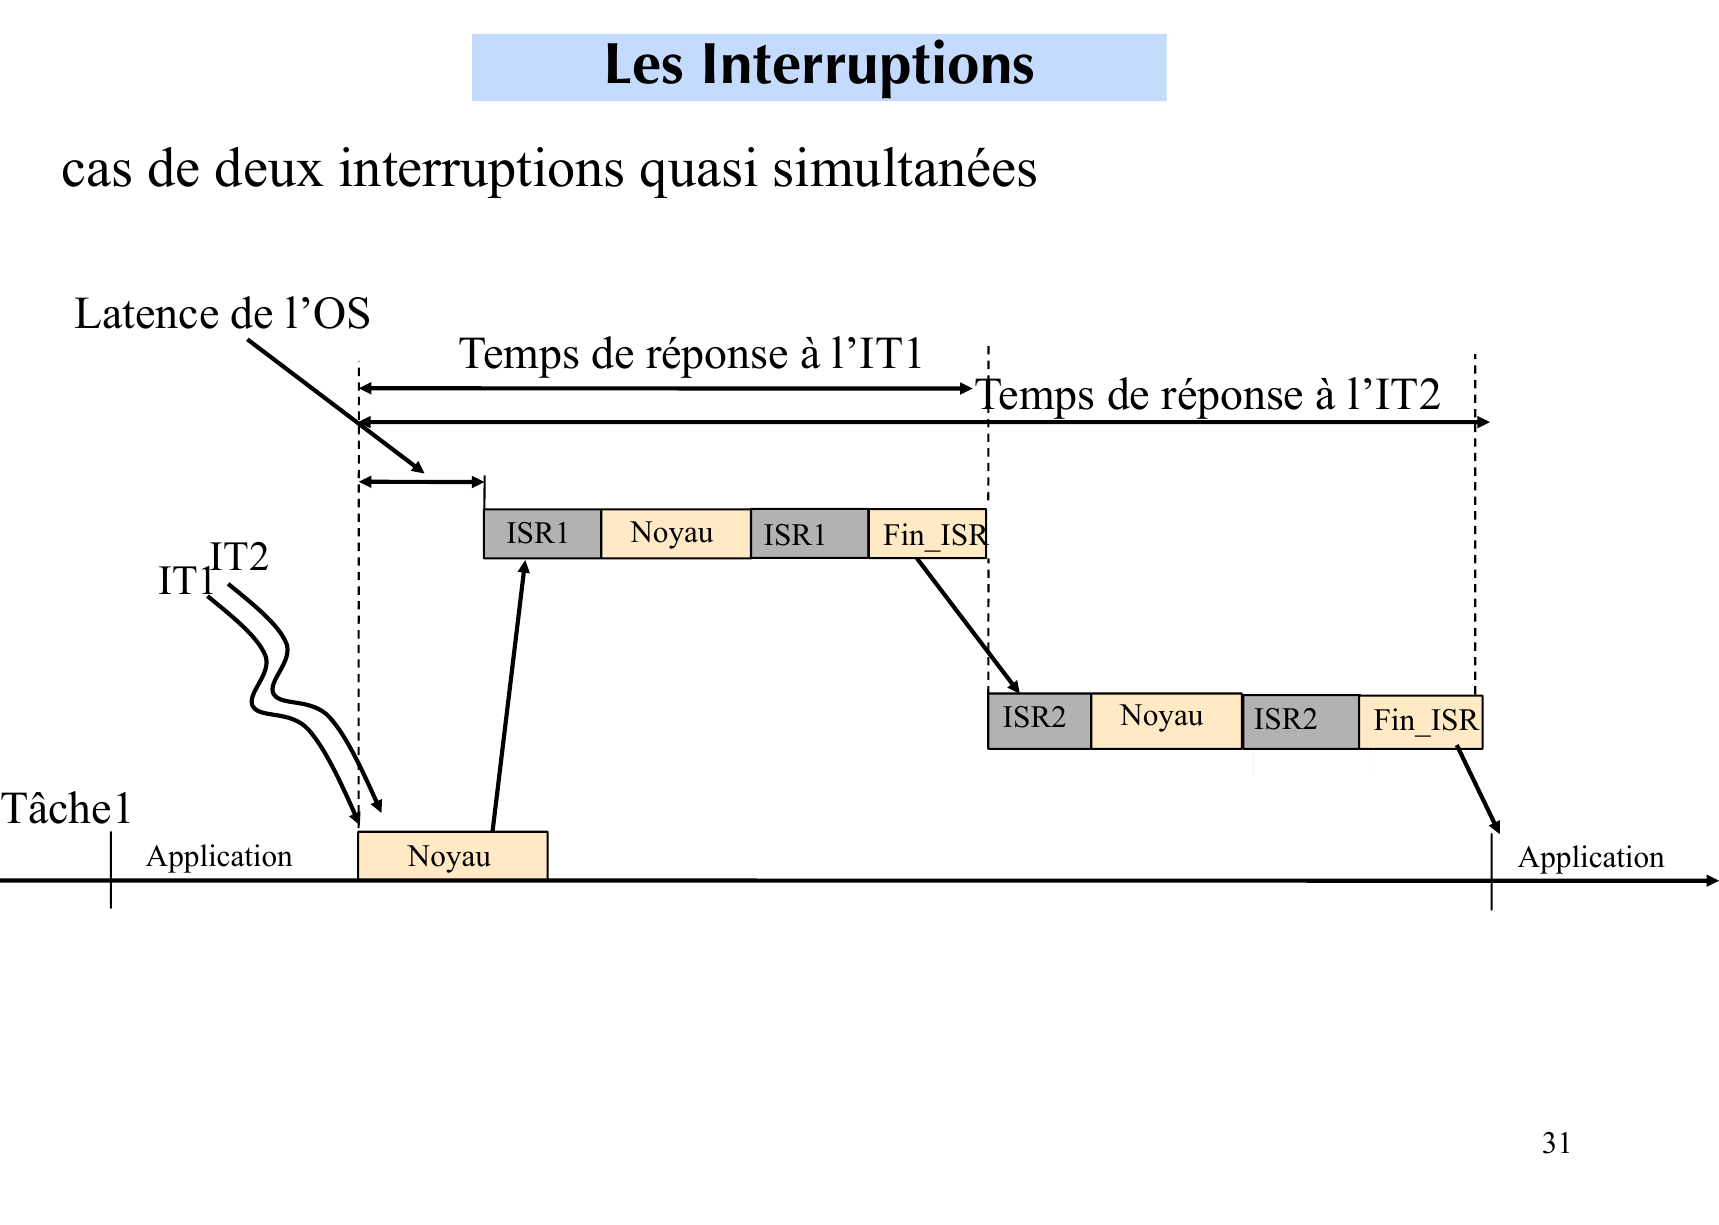 Les Interruptions
cas de deux interruptions quasi simultanées
Latence de l’OS
Temps de réponse à l’IT1
Temps de réponse à l’IT2
ISR1 Noyau ISR1 Fin_ISR
IT2
IT1
ISR2 Noyau ISR2 Fin_ISR
Tâche1
Application Noyau Application
31